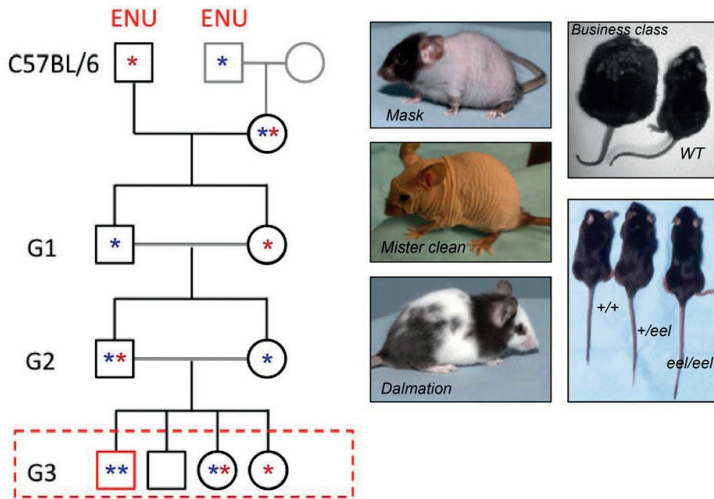 ENU
ENU
C57BL/6
*
*
**
G1
*
*
G2
**
*
G3
**
**
*
Mask
Mister clean
Dalmation
Business class
WT
+/+
+/eel
eel/eel